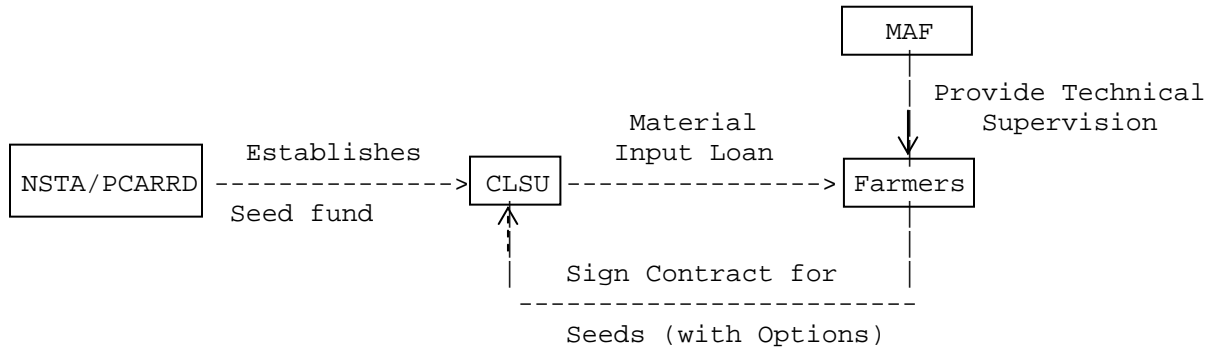 MAF
Provide Technical
Supervision
Material
Input Loan
Establishes
NSTA/PCARRD
CLSU
Farmers
Seed fund
Sign Contract for
Seeds (with Options)